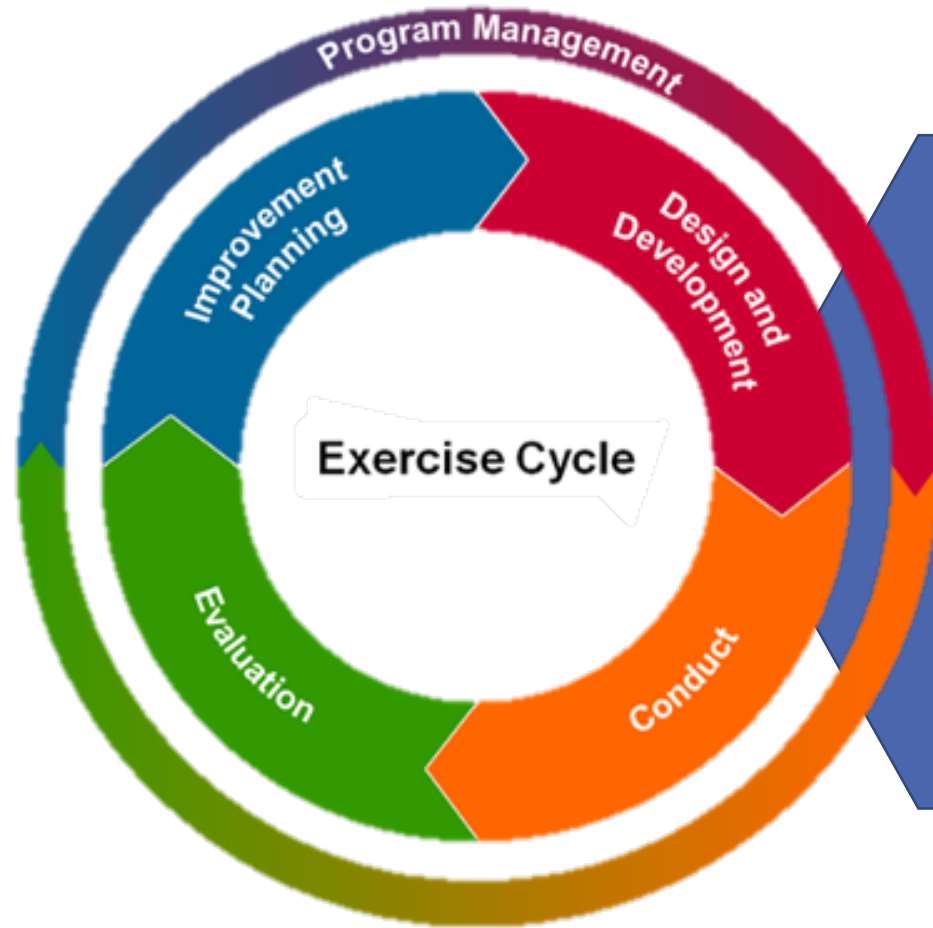 Program Management
Improvement
Planning
Design and
Development
Exercise Cycle
Evaluation
Conduct